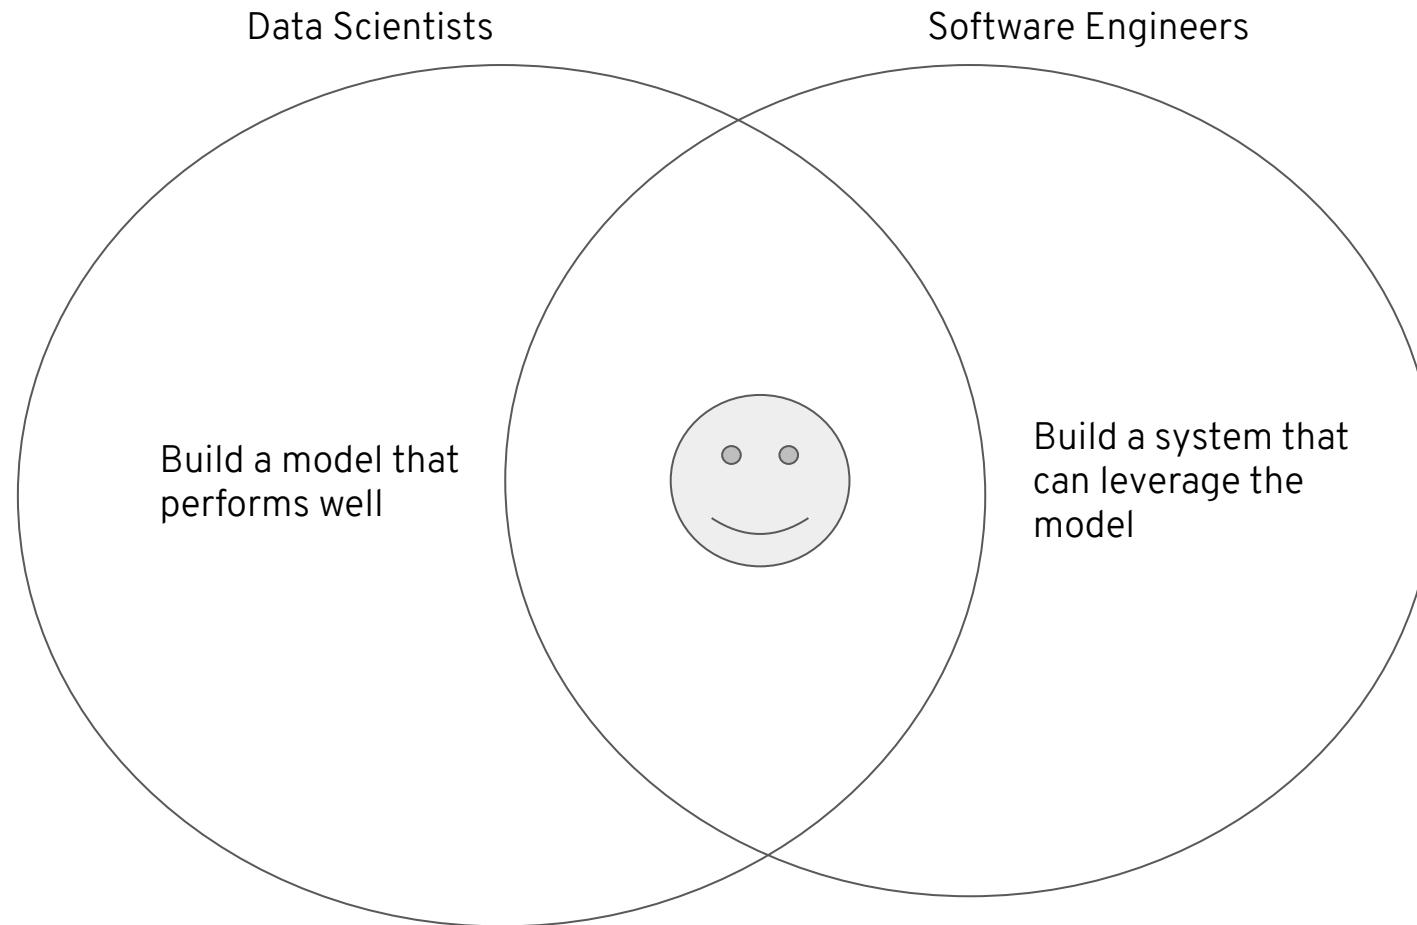 Data Scientists
Software Engineers
Build a model that
performs well
Build a system that
can leverage the
model